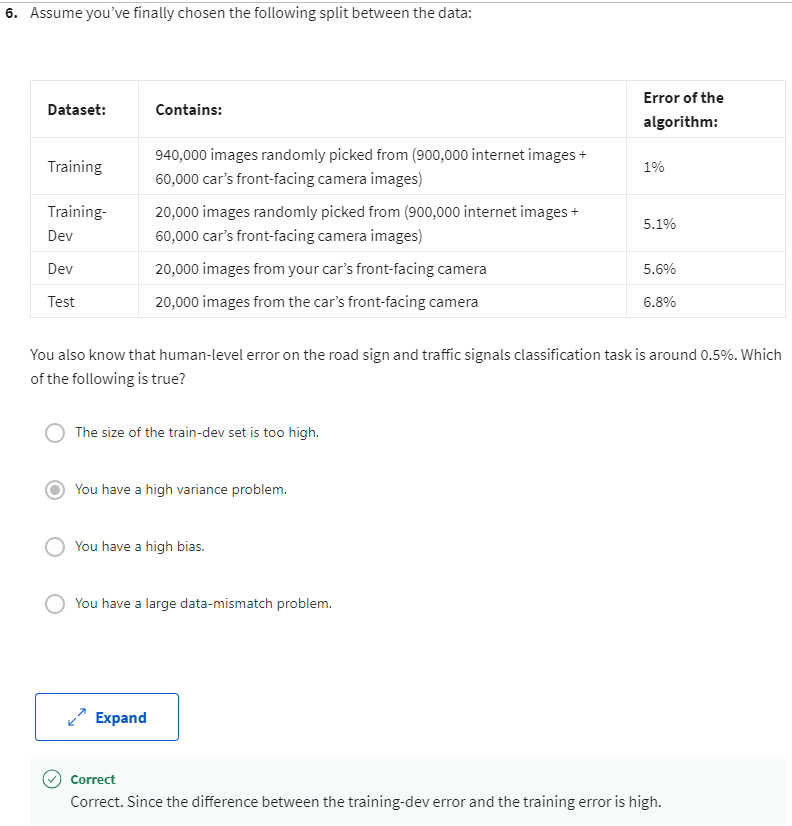 6. Assume you've finally chosen the following split between the data:
Dataset: Contains: Error of the
algorithm:
Training 940,000 images randomly picked from (900,000 internet images + 1%
60,000 car's front-facing camera images)
Training- 20,000 images randomly picked from (900,000 internet images + 5.1%
Dev 60,000 car's front-facing camera images)
Dev 20,000 images from your car's front-facing camera 5.6%
Test 20,000 images from the car's front-facing camera 6.8%
You also know that human-level error on the road sign and traffic signals classification task is around 0.5%. Which
of the following is true?
The size of the train-dev set is too high.
You have a high variance problem.
You have a high bias.
You have a large data-mismatch problem.
Expand
Correct
Correct. Since the difference between the training-dev error and the training error is high.